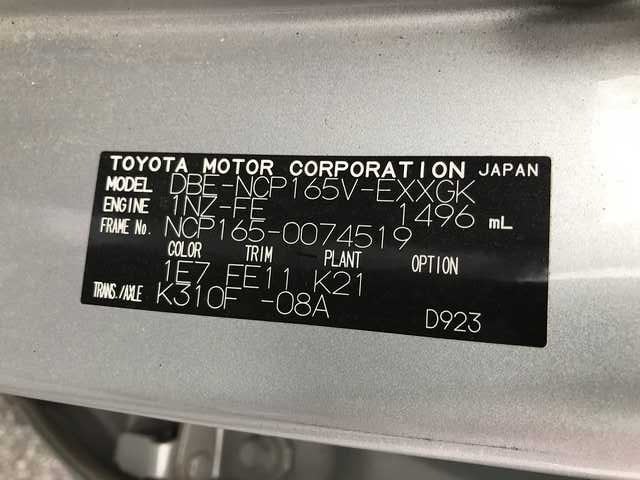 TOYOTA MOTOR CORPORATION JAPAN
MODEL DBE-NCP165V-EXXGK
ENGINE 1NZ-FE 1496 mL
FRAME No. NCP165-0074519
COLOR TRIM PLANT OPTION
1E7 EE11 K21
TRANS./AXLE K310F -08A
D923